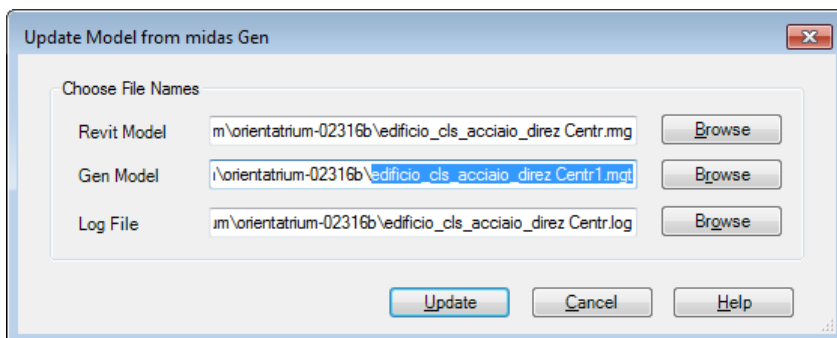 Update Model from midas Gen
Choose File Names
Revit Model m\orientatrium-02316b\edificio_cls_acciaio_direz Centr.rmg Browse
Gen Model ı\orientatrium-02316b\edificio_cls_acciaio_direz Centr1.mgt Browse
Log File ım\orientatrium-02316b\edificio_cls_acciaio_direz Centr.log Browse
Update Cancel Help